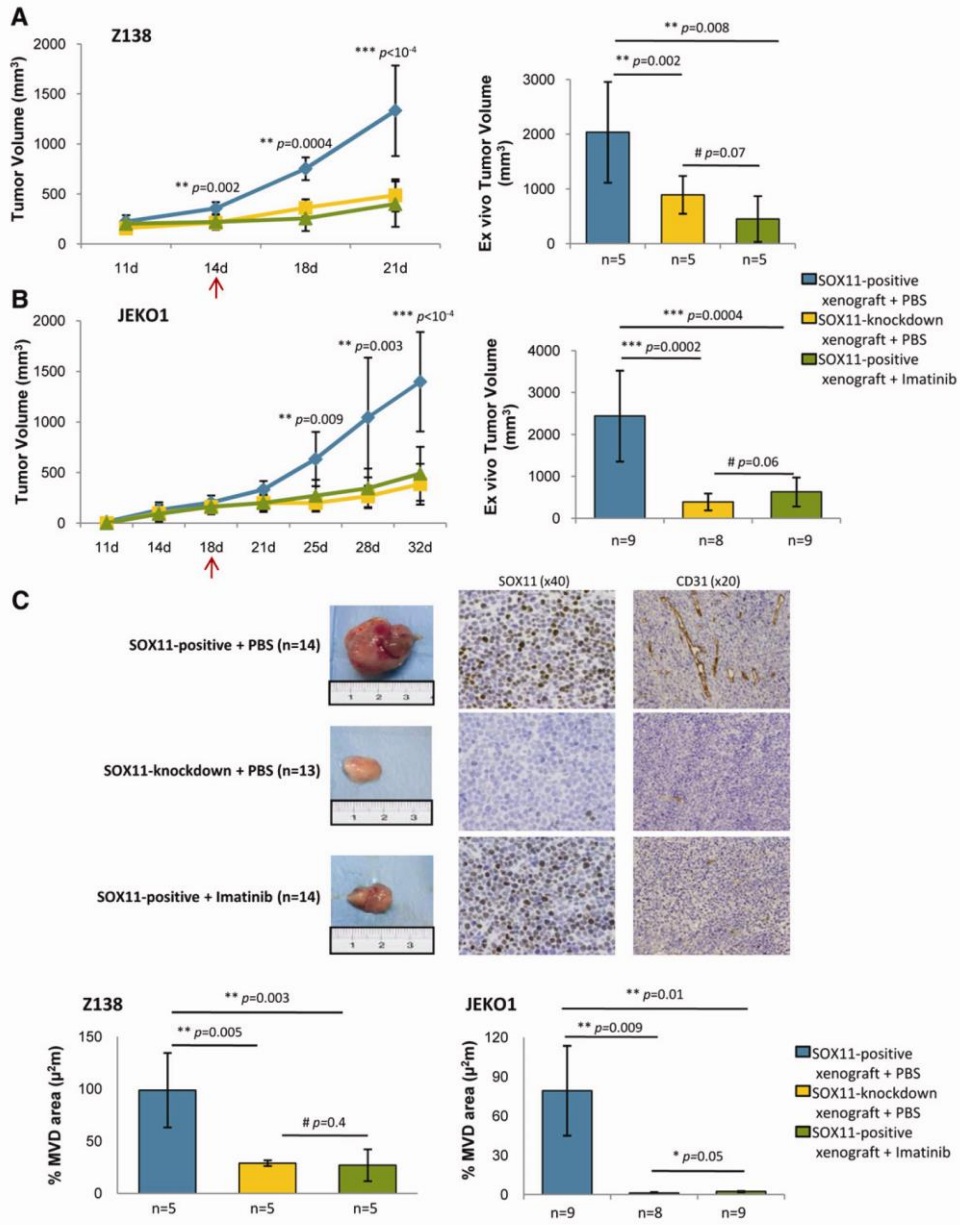 A
Z138
Tumor Volume (mm³)
2000
1500
1000
500
0
** p=0.002
** p=0.0004
*** p<10⁻⁴
11d 14d 18d 21d
Ex vivo Tumor Volume
(mm³)
3000
2000
1000
0
** p=0.008
** p=0.002
# p=0.07
n=5 n=5 n=5
SOX11-positive
xenograft + PBS
SOX11-knockdown
xenograft + PBS
SOX11-positive
xenograft + Imatinib
B
JEKO1
Tumor Volume (mm³)
2000
1500
1000
500
0
** p=0.009
** p=0.003
*** p<10⁻⁴
11d 14d 18d 21d 25d 28d 32d
Ex vivo Tumor Volume
(mm³)
4000
3000
2000
1000
0
*** p=0.0004
*** p=0.0002
# p=0.06
n=9 n=8 n=9
C
SOX11 (x40) CD31 (x20)
SOX11-positive + PBS (n=14)
1 2 3
SOX11-knockdown + PBS (n=13)
1 2 3
SOX11-positive + Imatinib (n=14)
1 2 3
Z138
% MVD area (µ²m)
150
100
50
0
** p=0.003
** p=0.005
# p=0.4
n=5 n=5 n=5
JEKO1
% MVD area (µ²m)
120
90
60
30
0
** p=0.01
** p=0.009
* p=0.05
n=9 n=8 n=9
SOX11-positive
xenograft + PBS
SOX11-knockdown
xenograft + PBS
SOX11-positive
xenograft + Imatinib